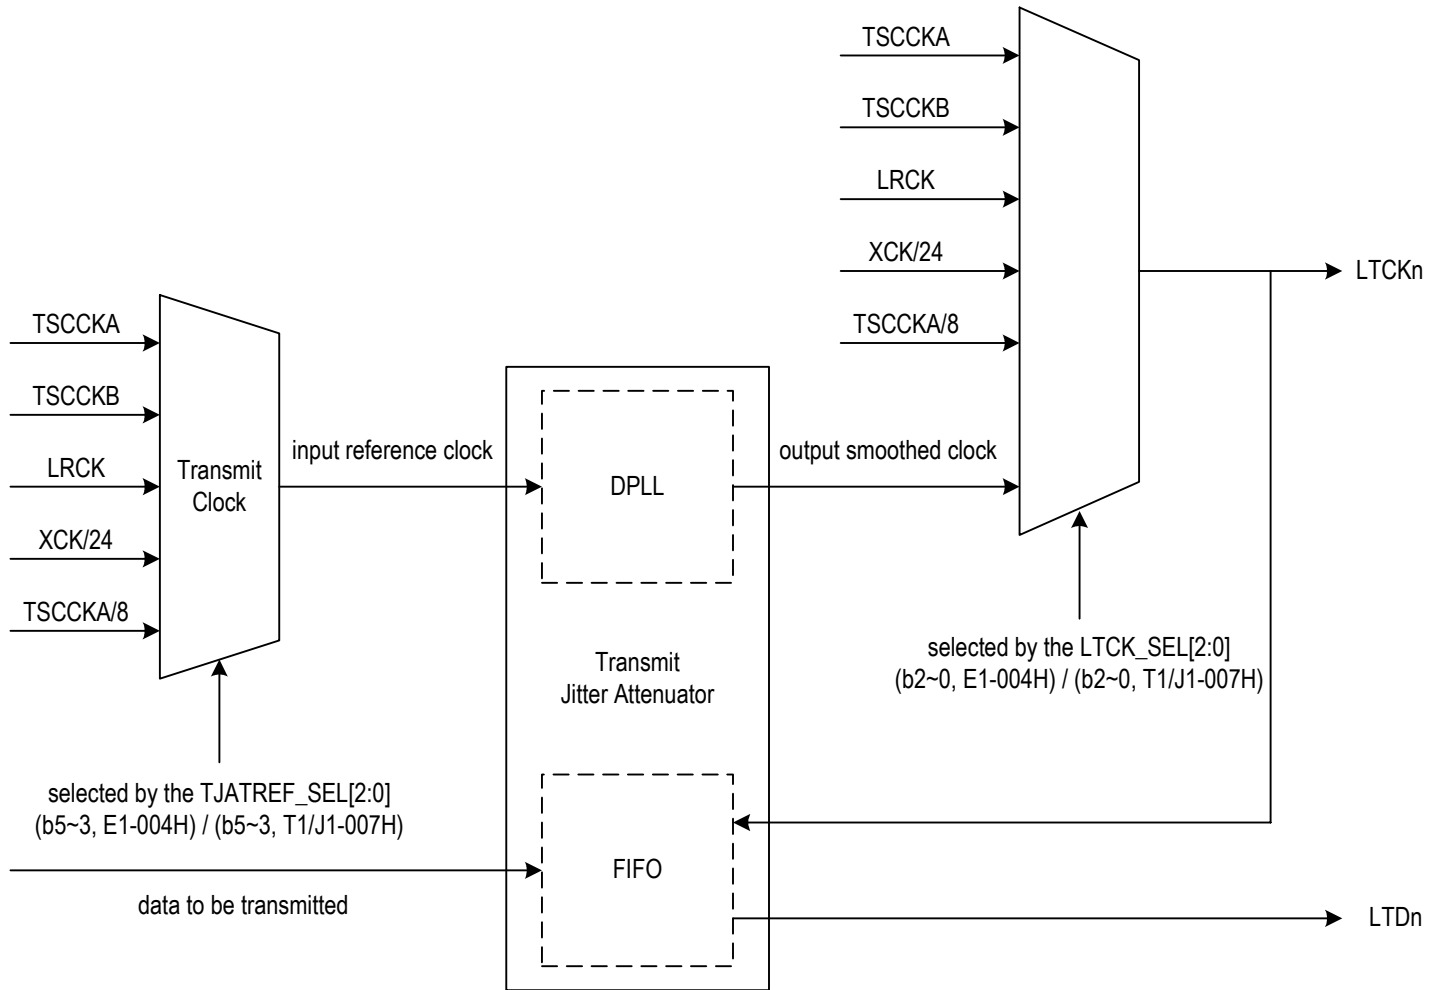 TSCCKA
TSCCKB
LRCK
XCK/24
TSCCKA/8
LTCKn
TSCCKA
TSCCKB
LRCK
XCK/24
TSCCKA/8
Transmit
Clock
input reference clock
DPLL
output smoothed clock
Transmit
Jitter Attenuator
selected by the LTCK_SEL[2:0]
(b2~0, E1-004H) / (b2~0, T1/J1-007H)
selected by the TJATREF_SEL[2:0]
(b5~3, E1-004H) / (b5~3, T1/J1-007H)
FIFO
data to be transmitted
LTDn